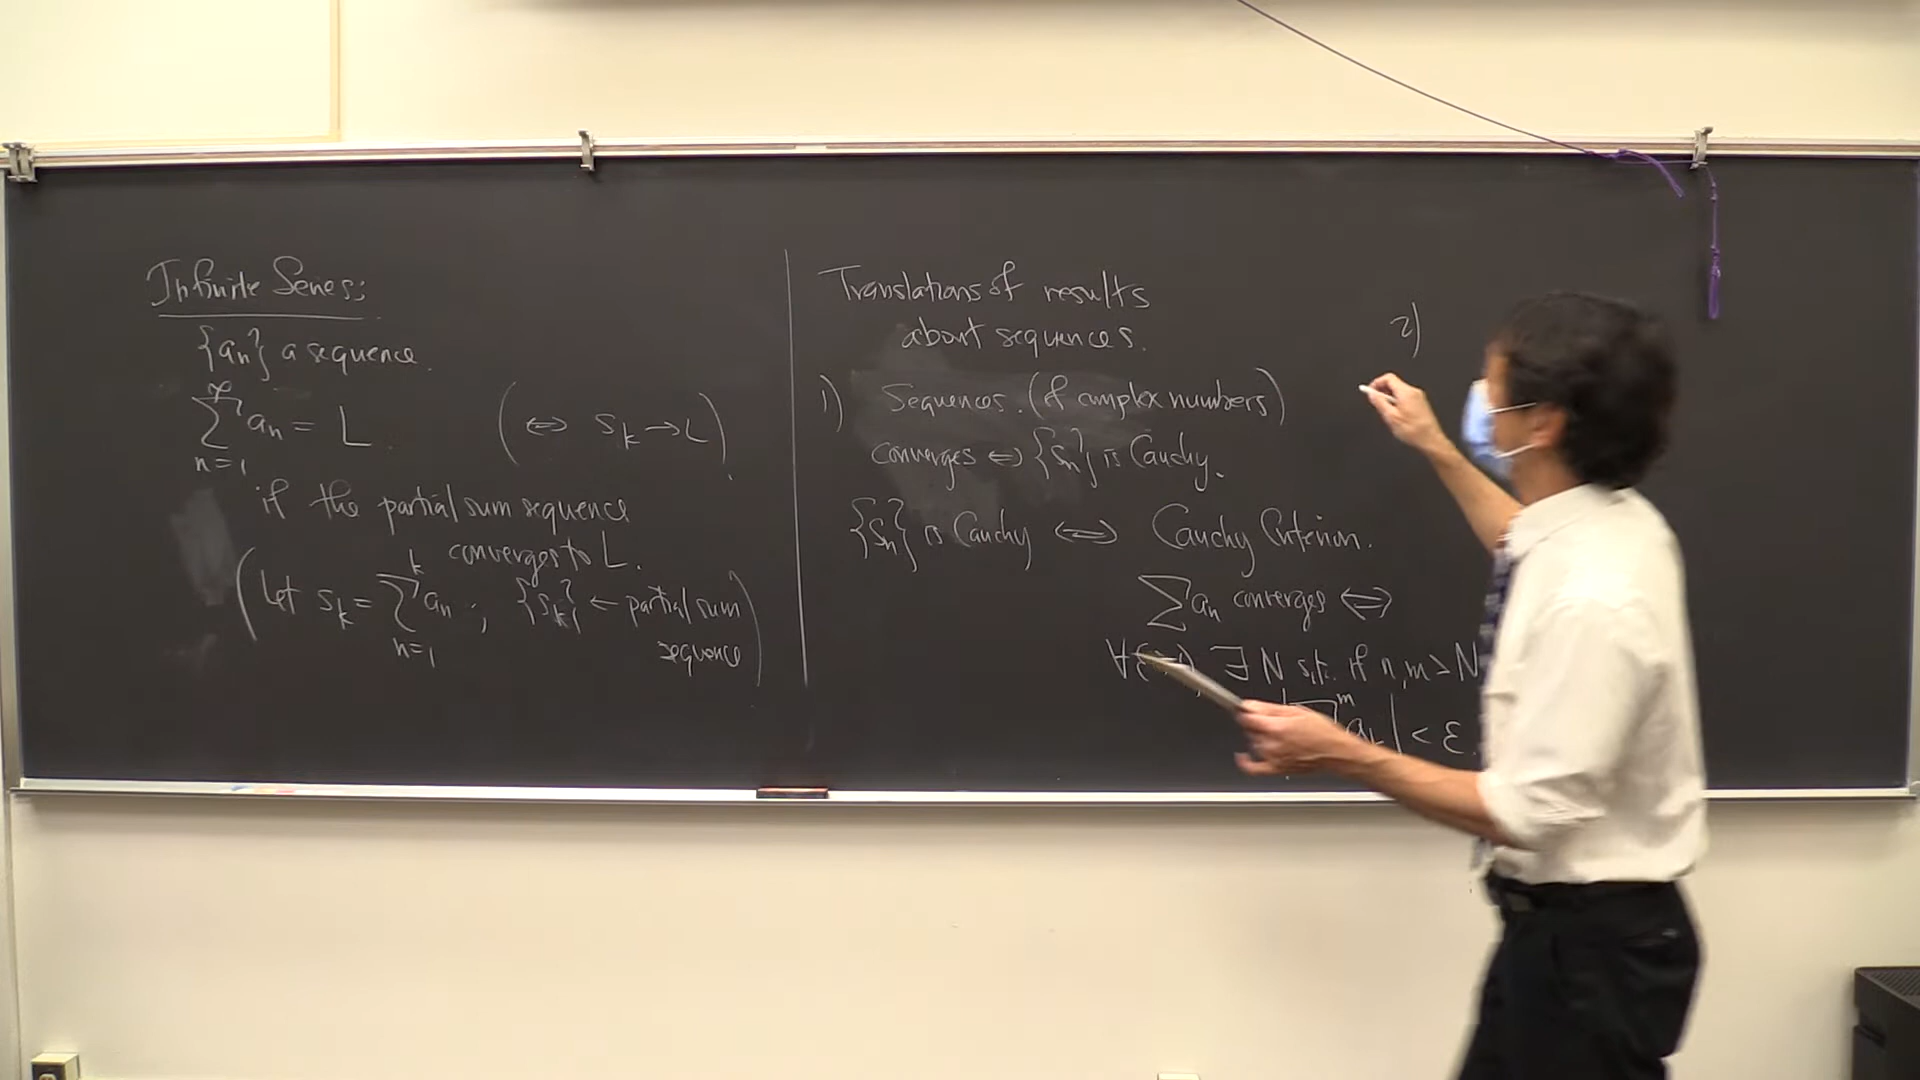 Infinite Series:
{aₙ} a sequence.
∞
∑ aₙ = L. (⇔ sₖ → L).
n=1
if the partial sum sequence
converges to L.
k
(Let sₖ = ∑ aₙ ; {sₖ} ← partial sum
n=1 sequence)
Translations of results
about sequences.
1) Sequences. (of complex numbers)
converges ⇔ {sₙ} is Cauchy.
{sₙ} is Cauchy ⇔ Cauchy Criterion.
∑ aₙ converges ⇔
∀ε ∃ N s.t. if n, m ≥ N
m
aₖ| < ε.
2)